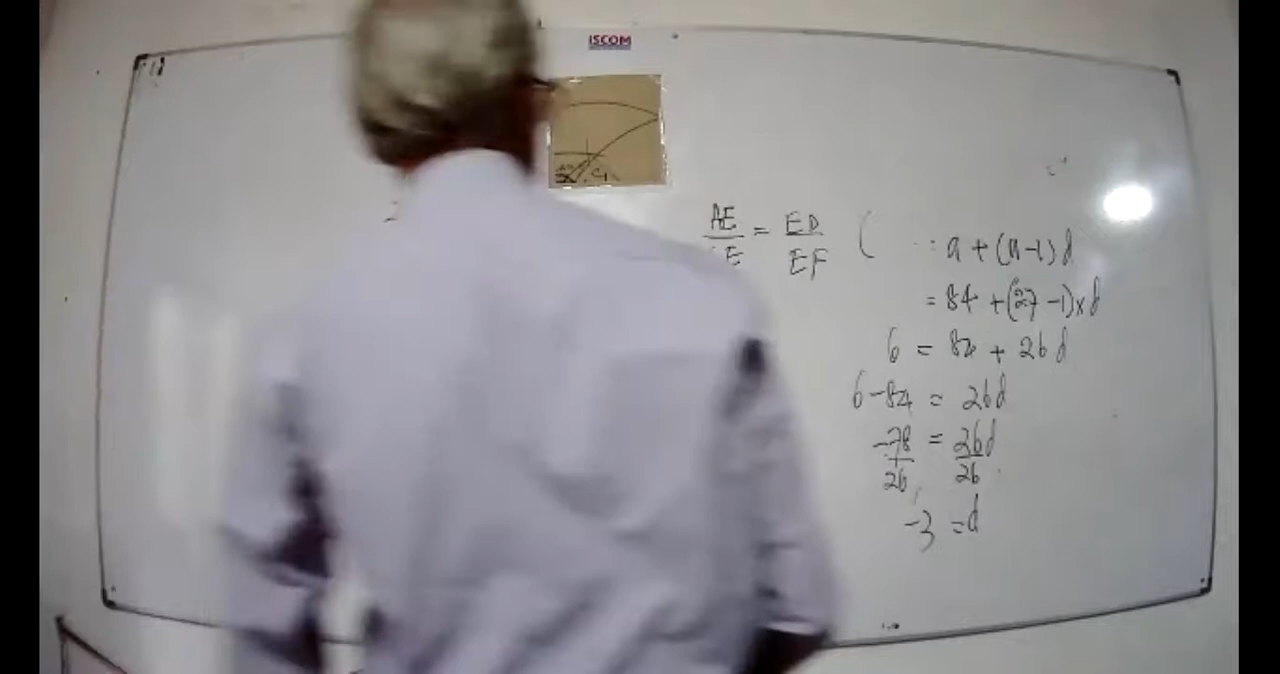 ISCOM
AE/E = ED/EF
: a + (n-1)d
= 84 + (27 -1)xd
6 = 84 + 26d
6-84 = 26d
-78/26 = 26d/26
-3 = d